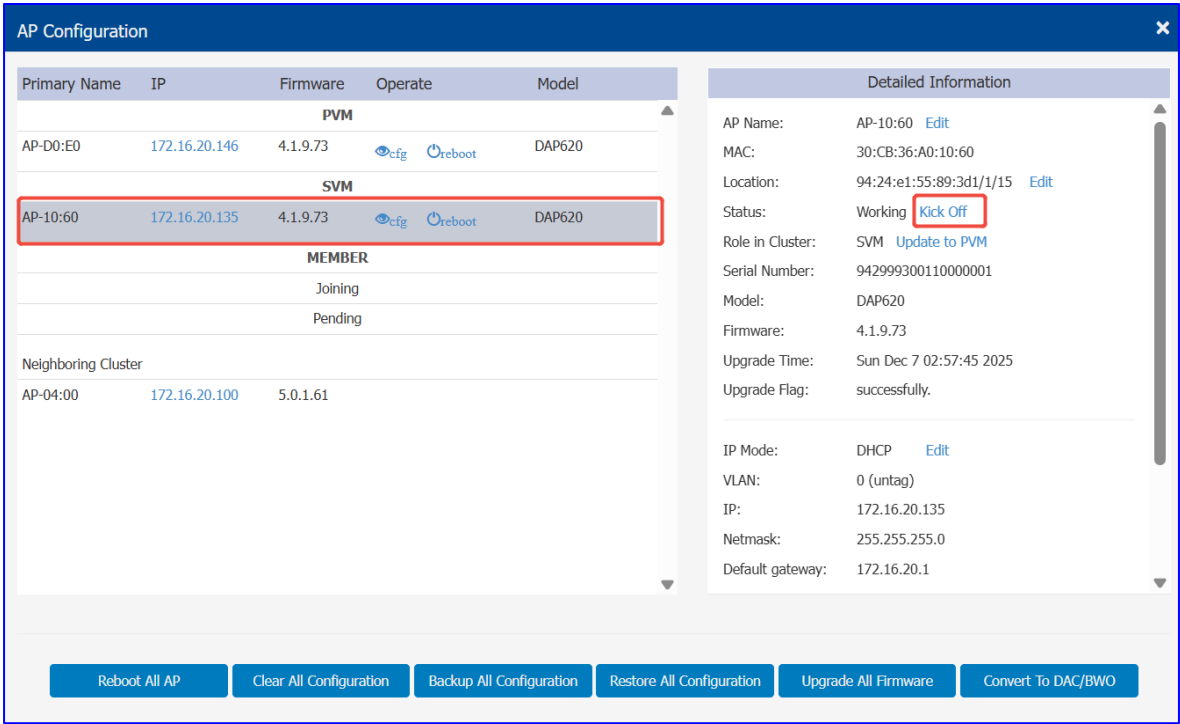 AP Configuration
Primary Name IP Firmware Operate Model
PVM
AP-D0:E0 172.16.20.146 4.1.9.73 cfg reboot DAP620
SVM
AP-10:60 172.16.20.135 4.1.9.73 cfg reboot DAP620
MEMBER
Joining
Pending
Neighboring Cluster
AP-04:00 172.16.20.100 5.0.1.61
Detailed Information
AP Name: AP-10:60 Edit
MAC: 30:CB:36:A0:10:60
Location: 94:24:e1:55:89:3d1/1/15 Edit
Status: Working Kick Off
Role in Cluster: SVM Update to PVM
Serial Number: 942999300110000001
Model: DAP620
Firmware: 4.1.9.73
Upgrade Time: Sun Dec 7 02:57:45 2025
Upgrade Flag: successfully.
IP Mode: DHCP Edit
VLAN: 0 (untag)
IP: 172.16.20.135
Netmask: 255.255.255.0
Default gateway: 172.16.20.1
Reboot All AP Clear All Configuration Backup All Configuration Restore All Configuration Upgrade All Firmware Convert To DAC/BWO